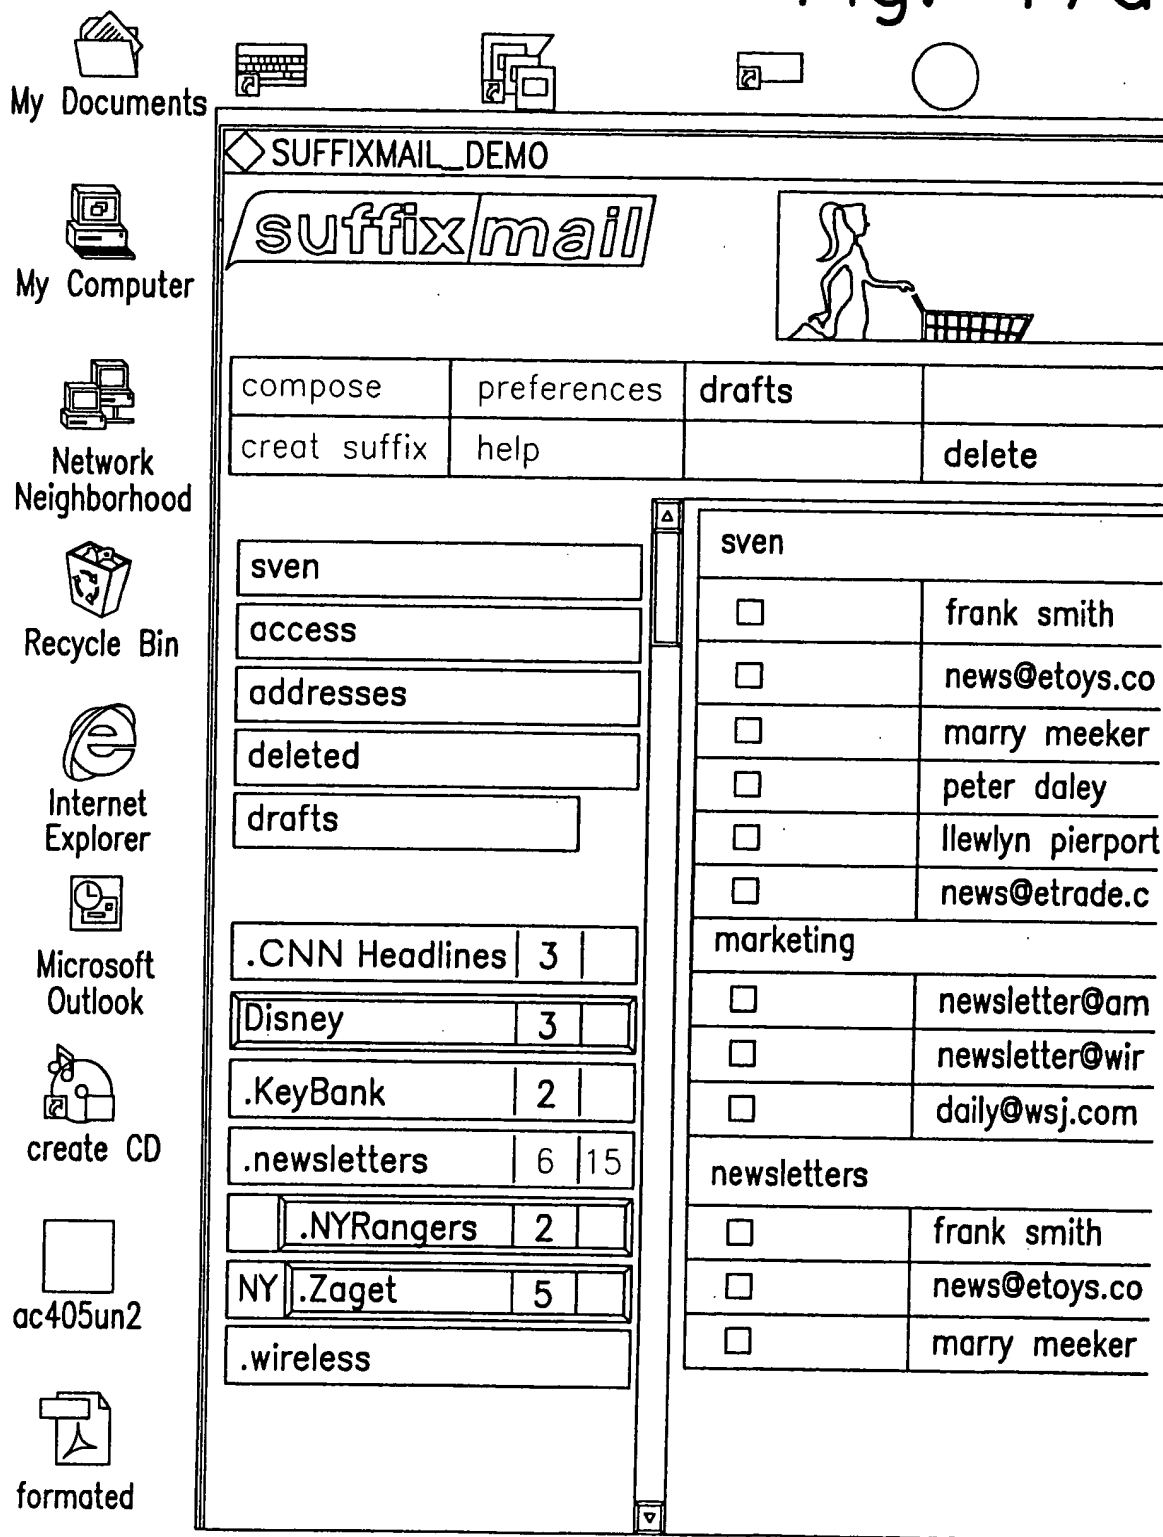 My Documents
My Computer
Network
Neighborhood
Recycle Bin
Internet
Explorer
Microsoft
Outlook
create CD
ac405un2
formated
SUFFIXMAIL_DEMO
suffix mail
compose preferences drafts
creat suffix help delete
sven
access
addresses
deleted
drafts
.CNN Headlines 3
Disney 3
.KeyBank 2
.newsletters 6 15
.NYRangers 2
NY .Zaget 5
.wireless
sven
frank smith
news@etoys.co
marry meeker
peter daley
llewlyn pierport
news@etrade.c
marketing
newsletter@am
newsletter@wir
daily@wsj.com
newsletters
frank smith
news@etoys.co
marry meeker